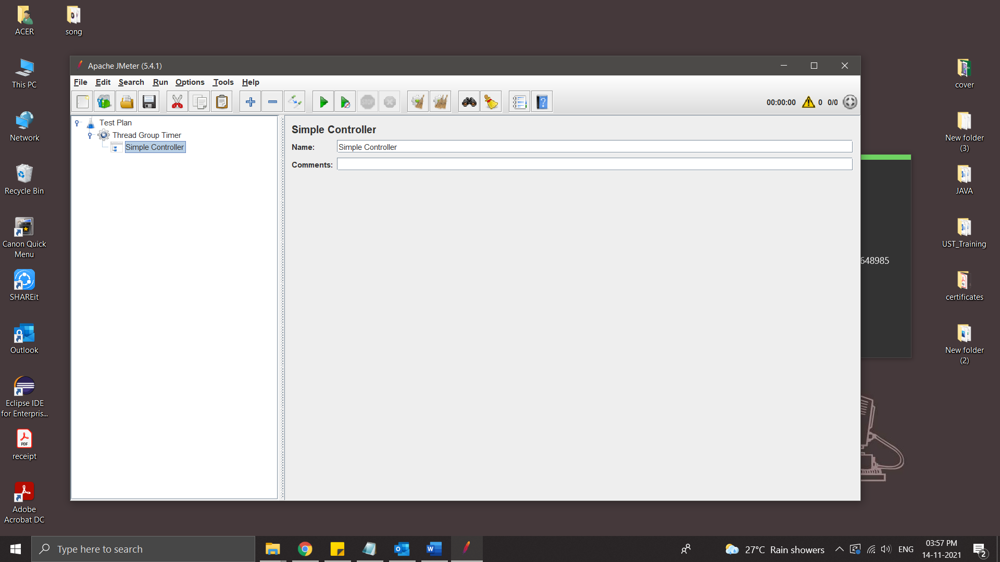 ACER
song
This PC
Network
Recycle Bin
Canon Quick
Menu
SHAREit
Outlook
Eclipse IDE
for Enterpris...
receipt
Adobe
Acrobat DC
Apache JMeter (5.4.1)
File Edit Search Run Options Tools Help
STOP
00:00:00 0 0/0
Test Plan
Thread Group Timer
Simple Controller
Simple Controller
Name: Simple Controller
Comments:
648985
cover
New folder
(3)
JAVA
UST_Training
certificates
New folder
(2)
Type here to search
27°C Rain showers
ENG
03:57 PM
14-11-2021
2